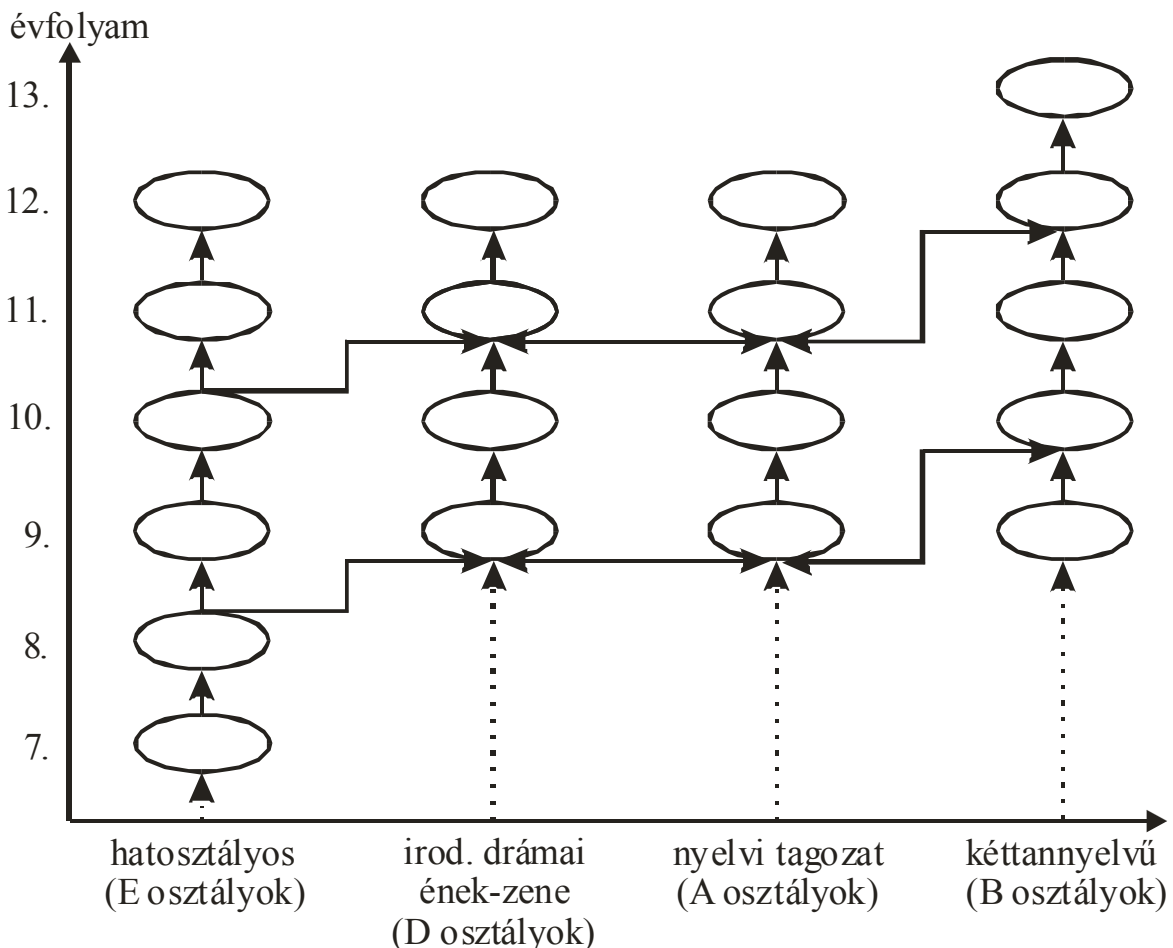 évfolyam
13.
12.
11.
10.
9.
8.
7.
hatosztályos
(E osztályok)
irod. drámai
ének-zene
(D osztályok)
nyelvi tagozat
(A osztályok)
kéttannyelvű
(B osztályok)